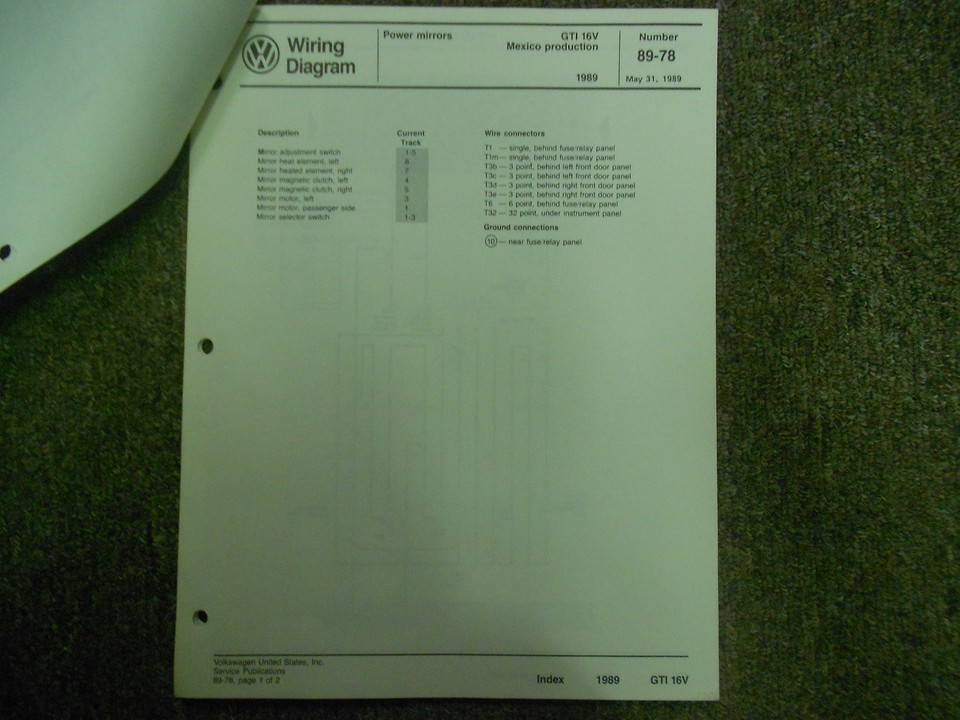 Wiring
Diagram
Power mirrors
GTI 16V
Mexico production
1989
Number
89-78
May 31, 1989
Description
Current
Track
Mirror adjustment switch 1-5
Mirror heat element, left 6
Mirror heated element, right 7
Mirror magnetic clutch, left 4
Mirror magnetic clutch, right 5
Mirror motor, left 3
Mirror motor, passenger side 1
Mirror selector switch 1-3
Wire connectors
T1 — single, behind fuse/relay panel
T1m — single, behind fuse/relay panel
T3b — 3 point, behind left front door panel
T3c — 3 point, behind left front door panel
T3d — 3 point, behind right front door panel
T3e — 3 point, behind right front door panel
T6 — 6 point, behind fuse/relay panel
T32 — 32 point, under instrument panel
Ground connections
10 — near fuse/relay panel
Volkswagen United States, Inc.
Service Publications
89-78, page 1 of 2
Index 1989 GTI 16V